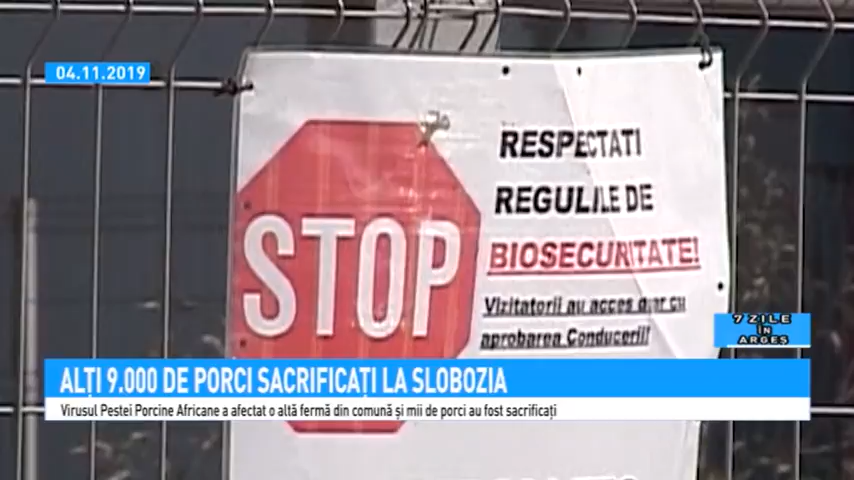 04.11.2019
STOP
RESPECTATI
REGULILE DE
BIOSECURITATE!
Vizitatorii au acces doar cu
aprobarea Conducerii!
7 ZILE
ÎN
ARGEȘ
ALȚI 9.000 DE PORCI SACRIFICAȚI LA SLOBOZIA
Virusul Pestei Porcine Africane a afectat o altă fermă din comună și mii de porci au fost sacrificați